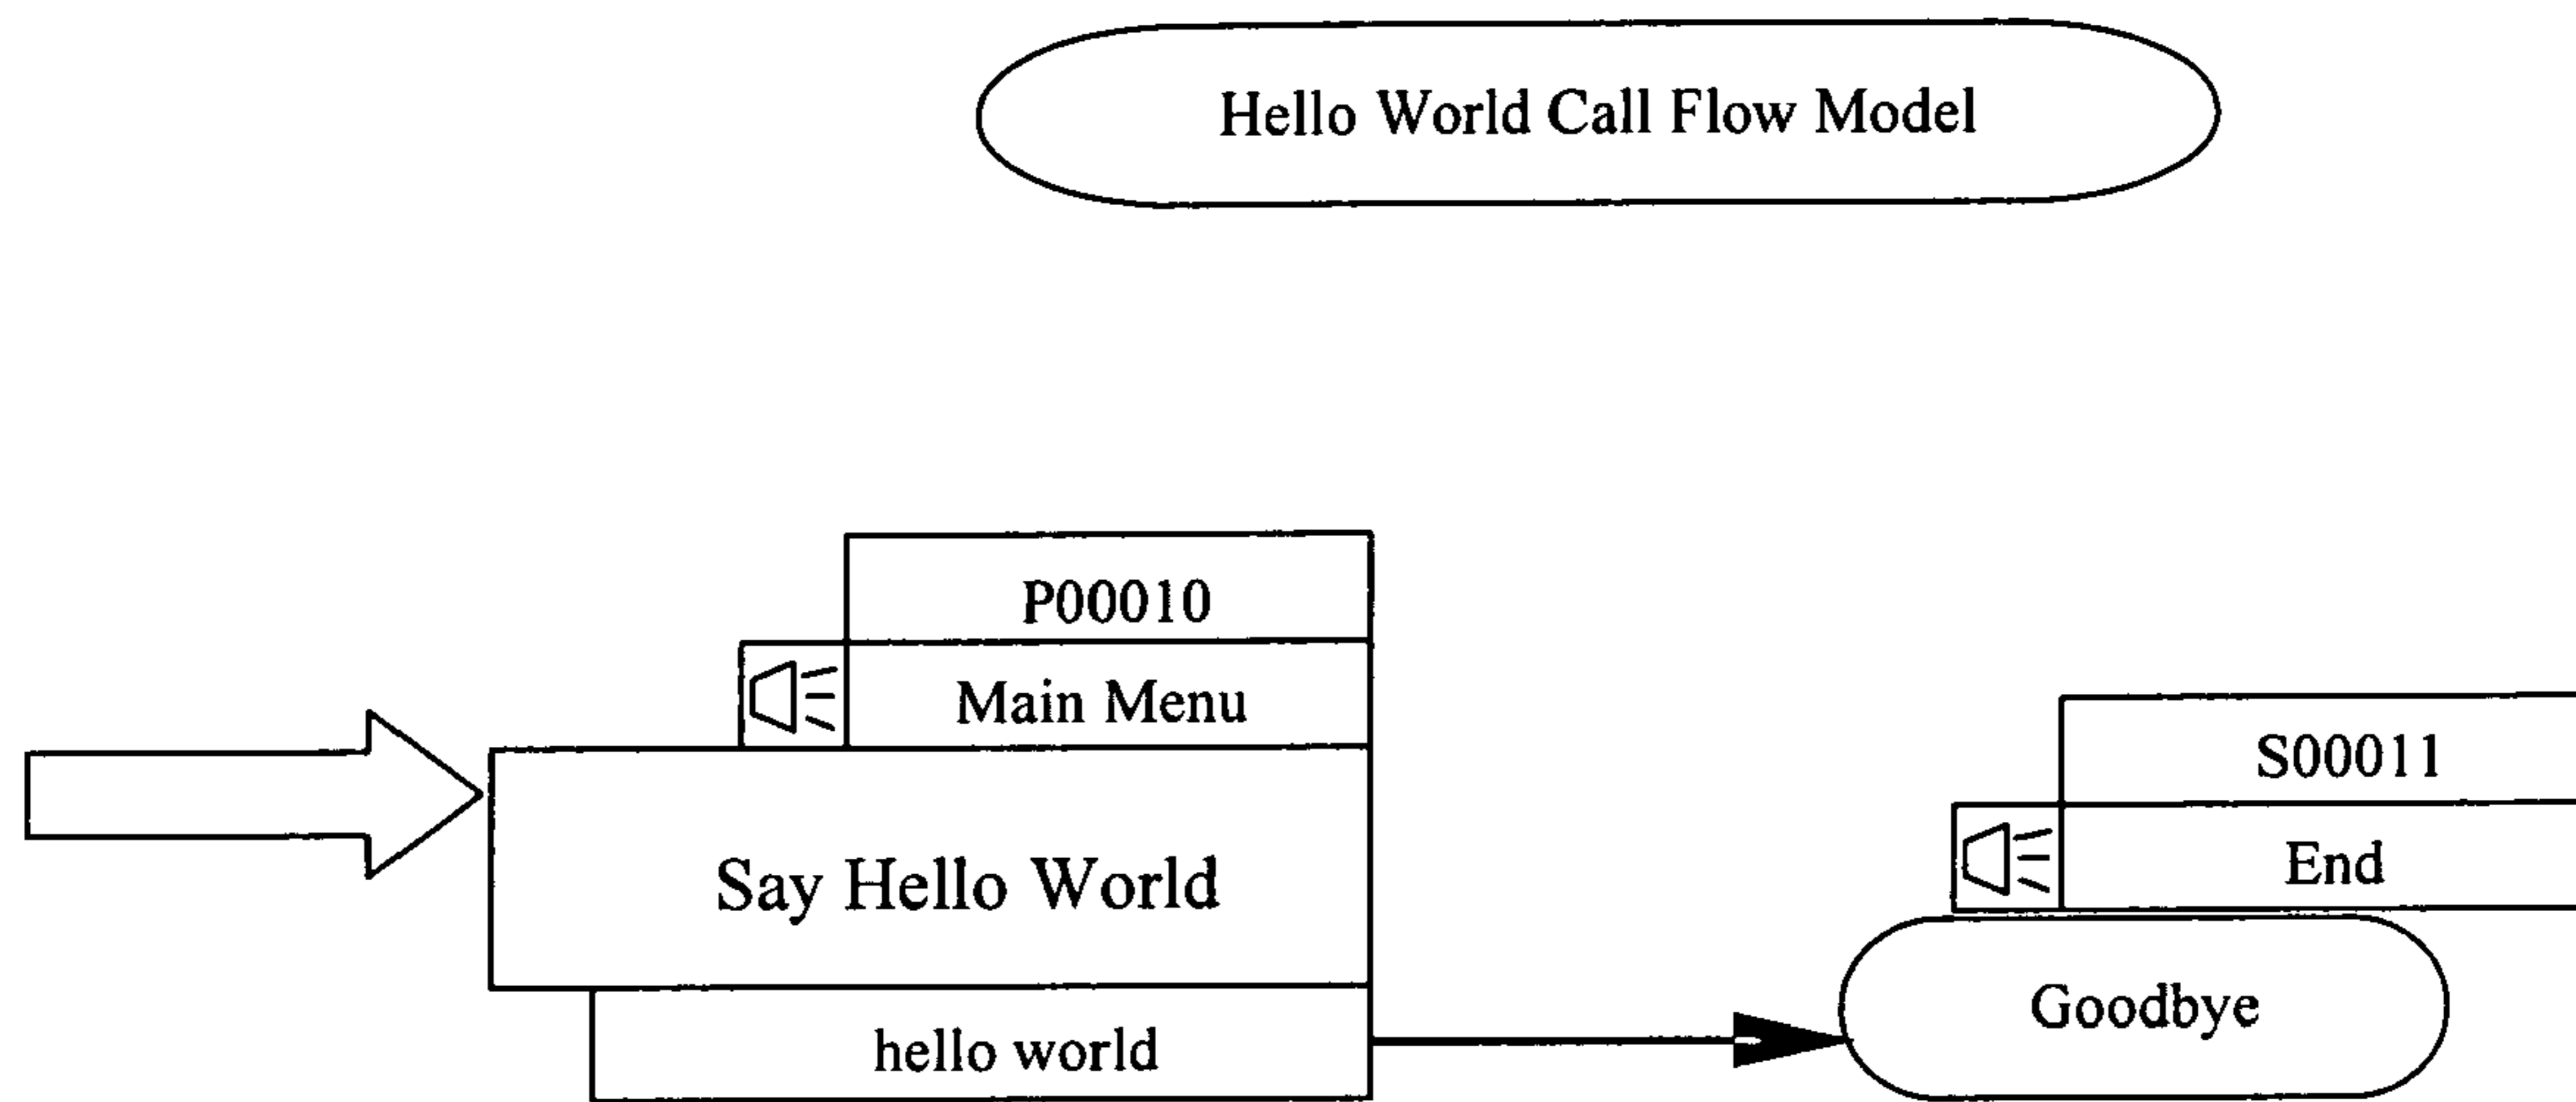 Hello World Call Flow Model
P00010
Main Menu
Say Hello World
hello world
S00011
End
Goodbye